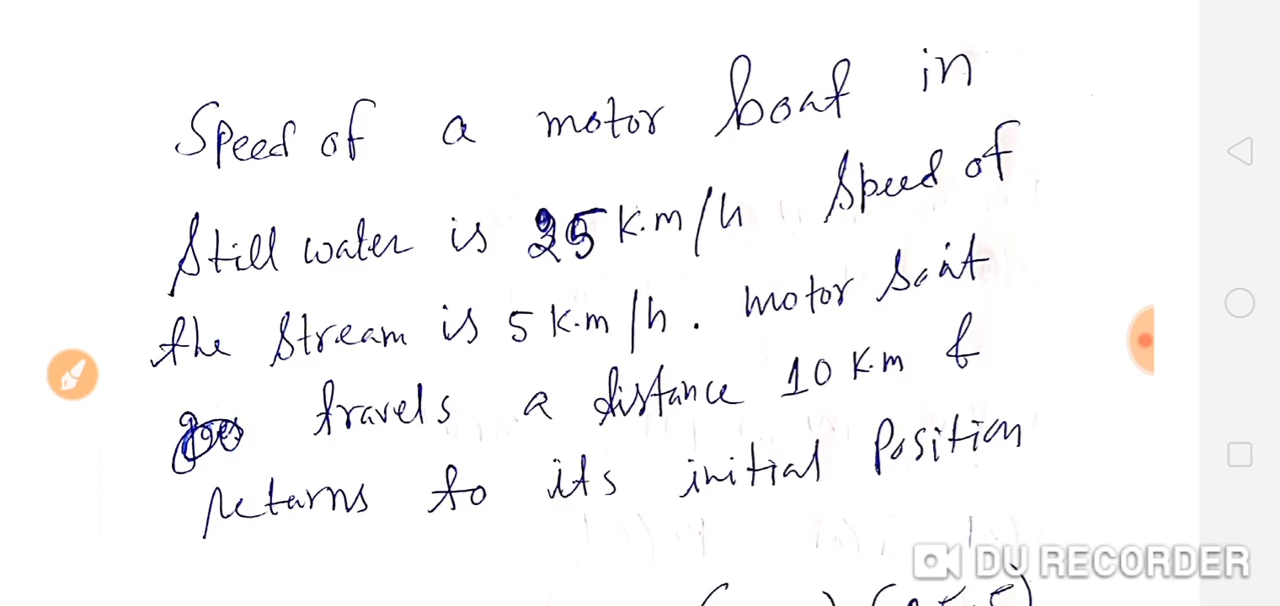 Speed of a motor boat in
still water is 25 k.m/h speed of
the stream is 5 k.m/h. motor boat
travels a distance 10 k.m &
returns to its initial position
DU RECORDER